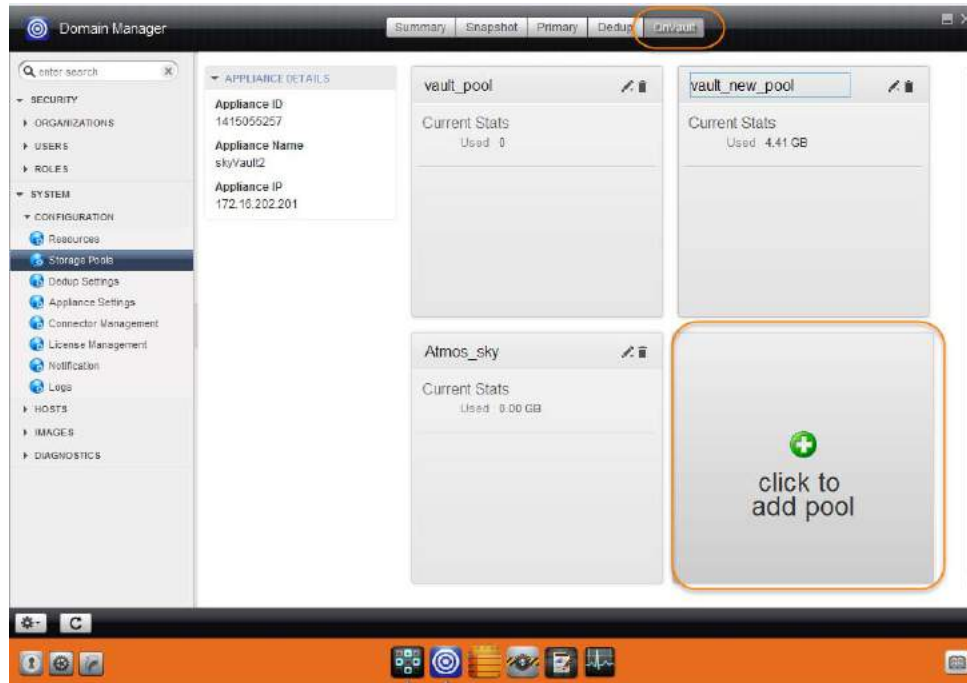 Domain Manager
Summary Snapshot Primary Dedup OnVault
enter search
SECURITY
ORGANIZATIONS
USERS
ROLES
SYSTEM
CONFIGURATION
Resources
Storage Pools
Dedup Settings
Appliance Settings
Connector Management
License Management
Notification
Logs
HOSTS
IMAGES
DIAGNOSTICS
APPLIANCE DETAILS
Appliance ID
1415055257
Appliance Name
skyVault2
Appliance IP
172.16.202.201
vault_pool
Current Stats
Used 0
vault_new_pool
Current Stats
Used 4.41 GB
Atmos_sky
Current Stats
Used 0.00 GB
click to
add pool